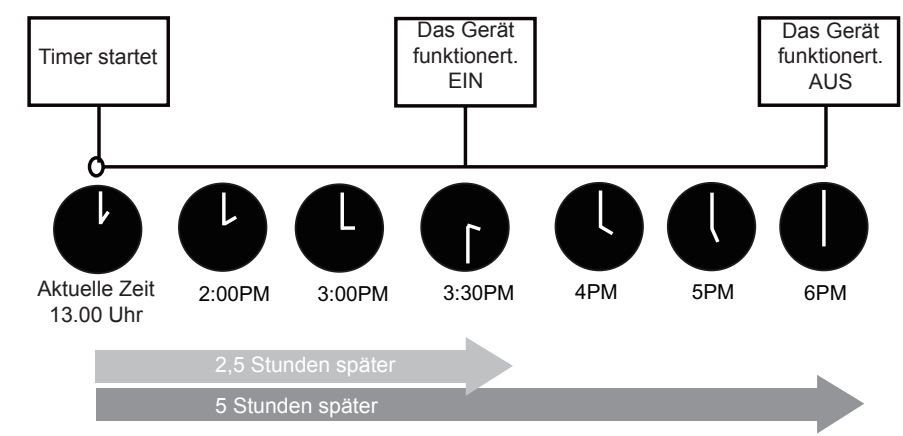 Timer startet
Das Gerät
funktionert.
EIN
Das Gerät
funktionert.
AUS
Aktuelle Zeit
13.00 Uhr
2:00PM
3:00PM
3:30PM
4PM
5PM
6PM
2,5 Stunden später
5 Stunden später